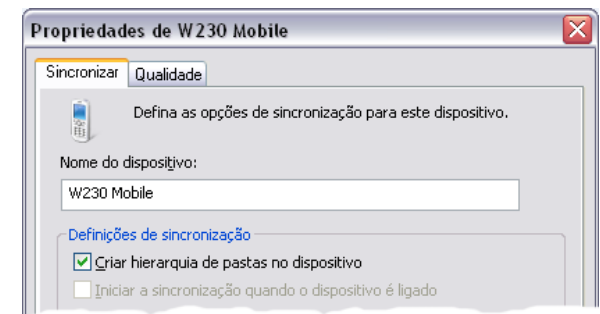 Propriedades de W230 Mobile
Sincronizar Qualidade
Defina as opções de sincronização para este dispositivo.
Nome do dispositivo:
W230 Mobile
Definições de sincronização
Criar hierarquia de pastas no dispositivo
Iniciar a sincronização quando o dispositivo é ligado